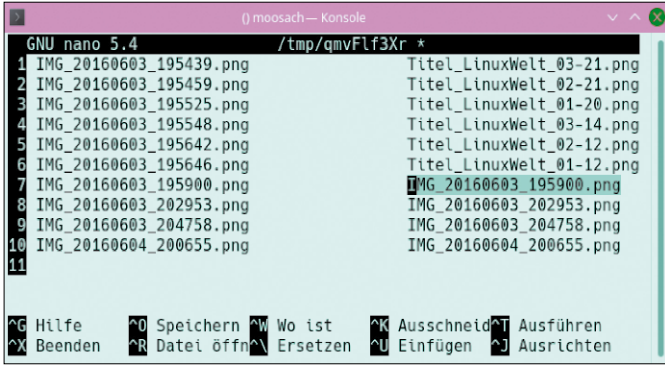 () moosach — Konsole
GNU nano 5.4 /tmp/qmvFlf3Xr *
1 IMG_20160603_195439.png Titel_LinuxWelt_03-21.png
2 IMG_20160603_195459.png Titel_LinuxWelt_02-21.png
3 IMG_20160603_195525.png Titel_LinuxWelt_01-20.png
4 IMG_20160603_195548.png Titel_LinuxWelt_03-14.png
5 IMG_20160603_195642.png Titel_LinuxWelt_02-12.png
6 IMG_20160603_195646.png Titel_LinuxWelt_01-12.png
7 IMG_20160603_195900.png IMG_20160603_195900.png
8 IMG_20160603_202953.png IMG_20160603_202953.png
9 IMG_20160603_204758.png IMG_20160603_204758.png
10 IMG_20160604_200655.png IMG_20160604_200655.png
11
^G Hilfe ^O Speichern ^W Wo ist ^K Ausschneid ^T Ausführen
^X Beenden ^R Datei öffn ^\ Ersetzen ^U Einfügen ^J Ausrichten